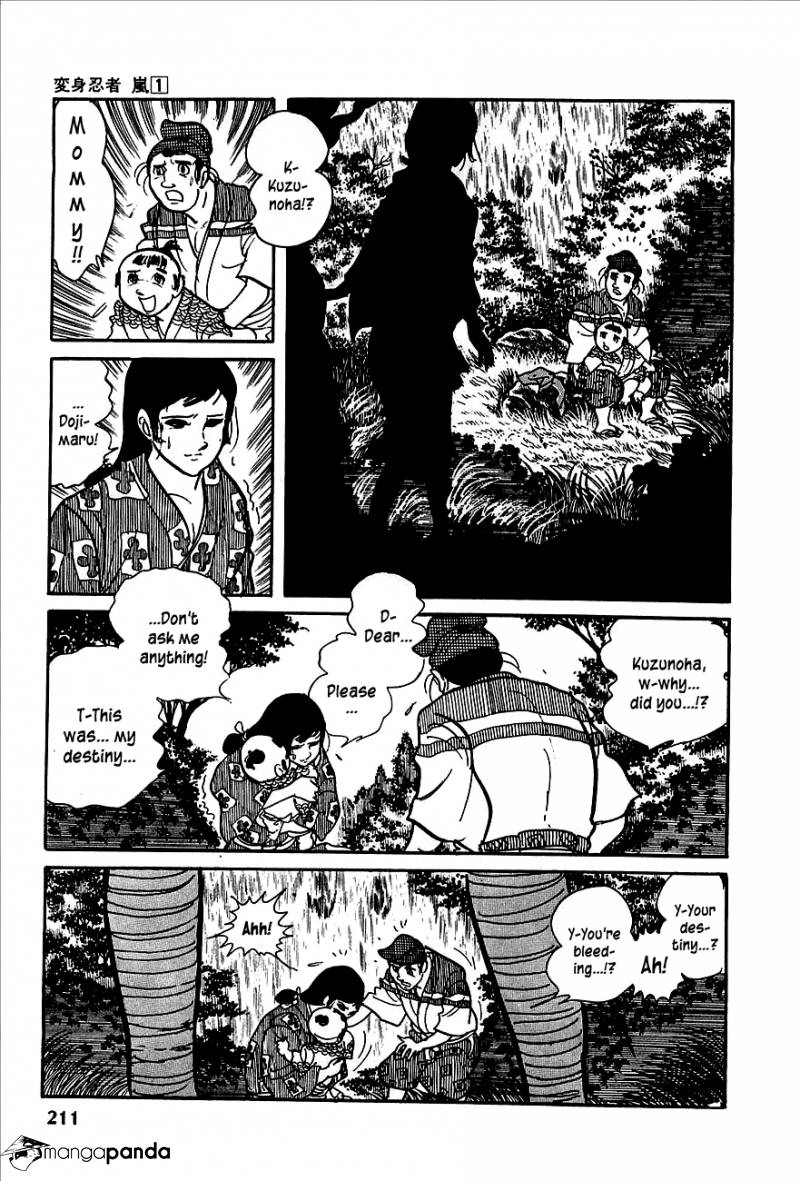 変身忍者 嵐 1
K-
Kuzu-
noha!?
Mommy!!
...
Doji-
maru!
Kuzunoha,
w-why...
did you...!?
D-
Dear...
Please
...
...Don't
ask me
anything!
T-This
was... my
destiny...
Y-Your
des-
tiny...?
Ah!
Y-You're
bleed-
ing...!?
Ahh!
211
mangapanda